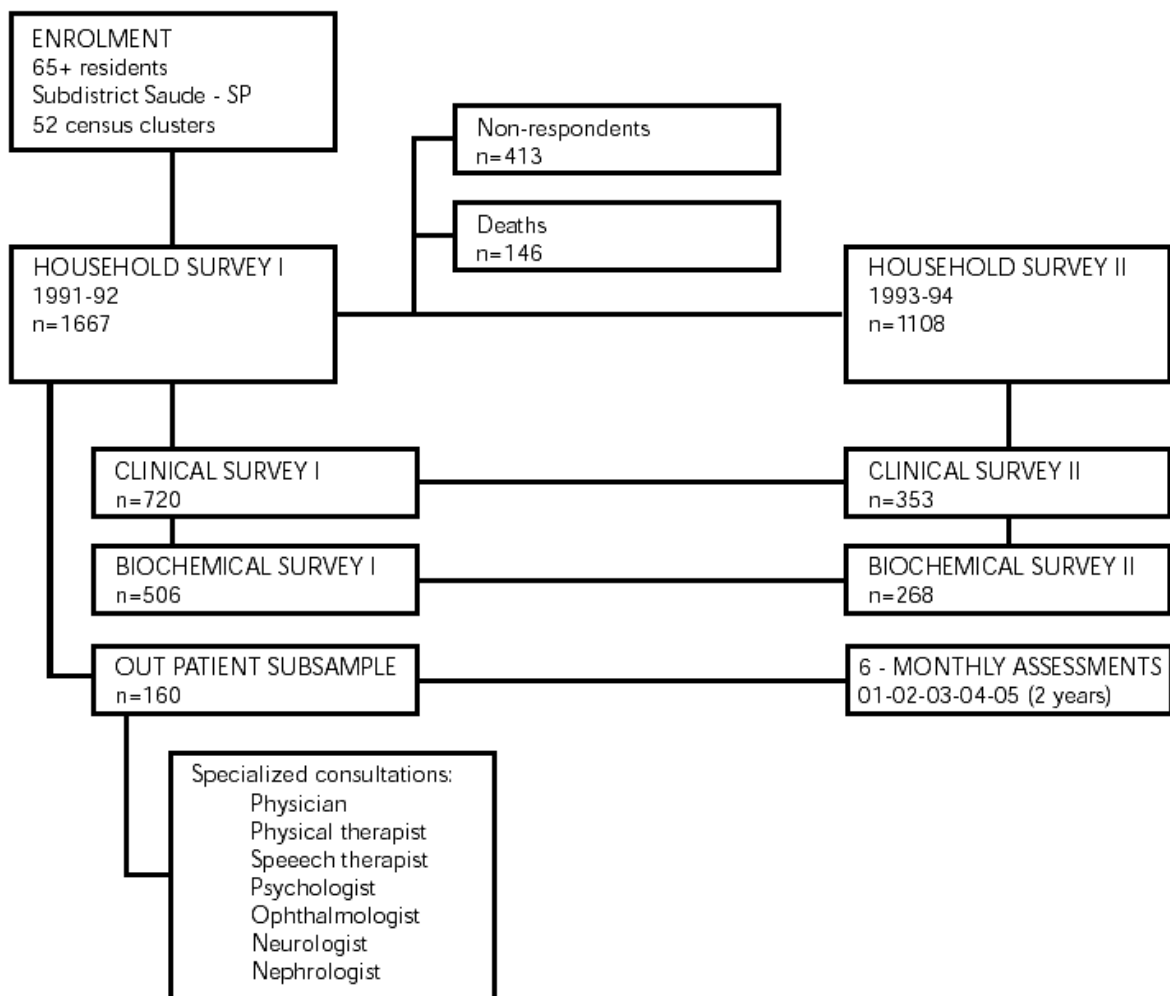 ENROLMENT
65+ residents
Subdistrict Saude - SP
52 census clusters
Non-respondents
n=413
Deaths
n=146
HOUSEHOLD SURVEY I
1991-92
n=1667
HOUSEHOLD SURVEY II
1993-94
n=1108
CLINICAL SURVEY I
n=720
CLINICAL SURVEY II
n=353
BIOCHEMICAL SURVEY I
n=506
BIOCHEMICAL SURVEY II
n=268
OUT PATIENT SUBSAMPLE
n=160
6 - MONTHLY ASSESSMENTS
01-02-03-04-05 (2 years)
Specialized consultations:
Physician
Physical therapist
Speeech therapist
Psychologist
Ophthalmologist
Neurologist
Nephrologist